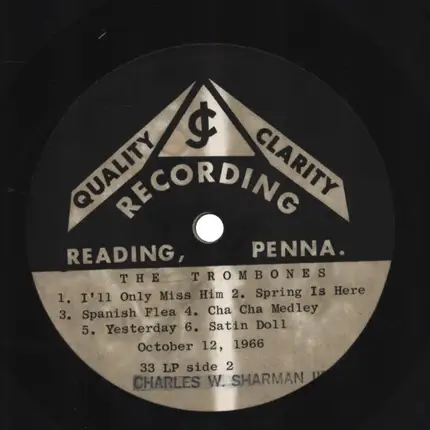 JC
QUALITY CLARITY
RECORDING
READING, PENNA.
THE TROMBONES
1. I'll Only Miss Him 2. Spring Is Here
3. Spanish Flea 4. Cha Cha Medley
5. Yesterday 6. Satin Doll
October 12, 1966
33 LP side 2
CHARLES W. SHARMAN